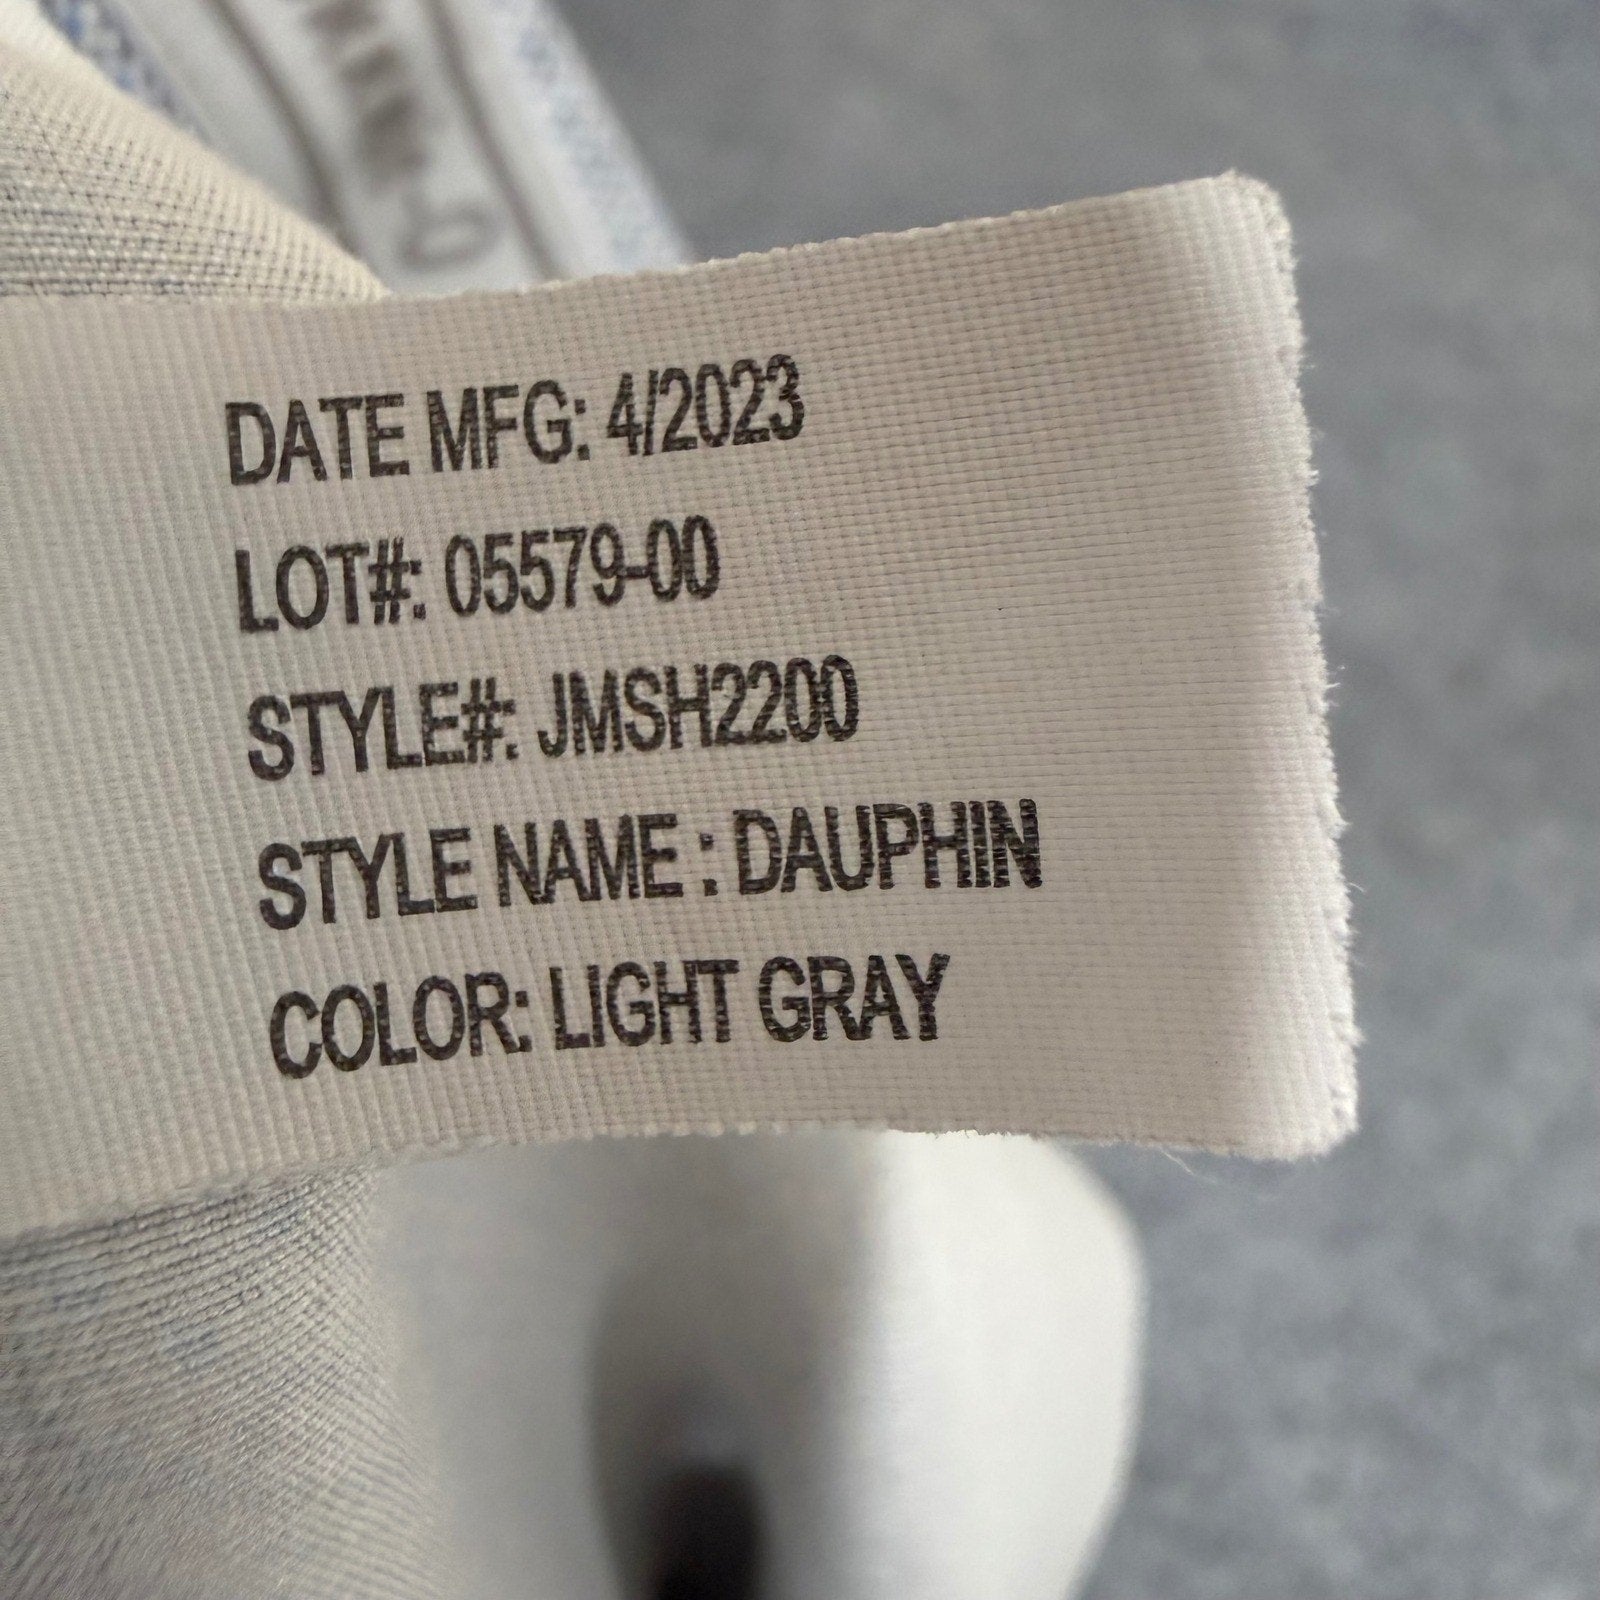 DATE MFG: 4/2023
LOT#: 05579-00
STYLE#: JMSH2200
STYLE NAME : DAUPHIN
COLOR: LIGHT GRAY